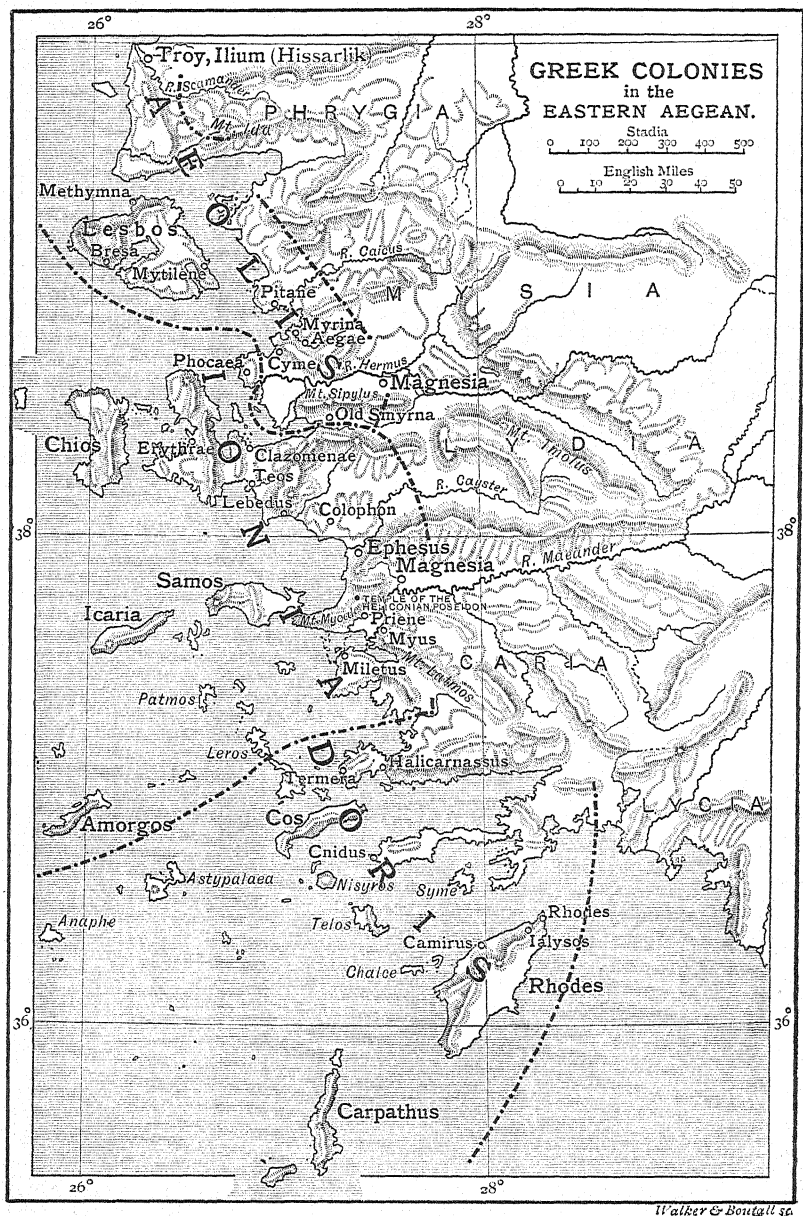 26°
28°
GREEK COLONIES
in the
EASTERN AEGEAN.
Stadia
0 100 200 300 400 500
English Miles
0 10 20 30 40 50
Troy, Ilium (Hissarlik)
R. Scamander
PHRYGIA
Mt. Ida
AEOLIS
Methymna
Lesbos
Bresa
Mytilene
R. Caicus
MYSIA
Pitane
Myrina
Aegae
Cyme
R. Hermus
Phocaea
Magnesia
Mt. Sipylus
Old Smyrna
IONIA
Chios
Erythrae
Clazomenae
LYDIA
Mt. Tmolus
Teos
R. Cayster
Lebedus
Colophon
38°
38°
Ephesus
R. Maeander
Magnesia
Samos
TEMPLE OF THE
HELICONIAN POSEIDON
Icaria
Mt. Mycale
Priene
Myus
CARIA
Miletus
Mt. Latmos
Patmos
Leros
DORIS
Halicarnassus
Termera
LYCIA
Amorgos
Cos
Cnidus
Astypalaea
Nisyros
Syme
Anaphe
Telos
Rhodes
Camirus
Ialysos
Chalce
Rhodes
36°
36°
Carpathus
26°
28°
Walker & Boutall sc.